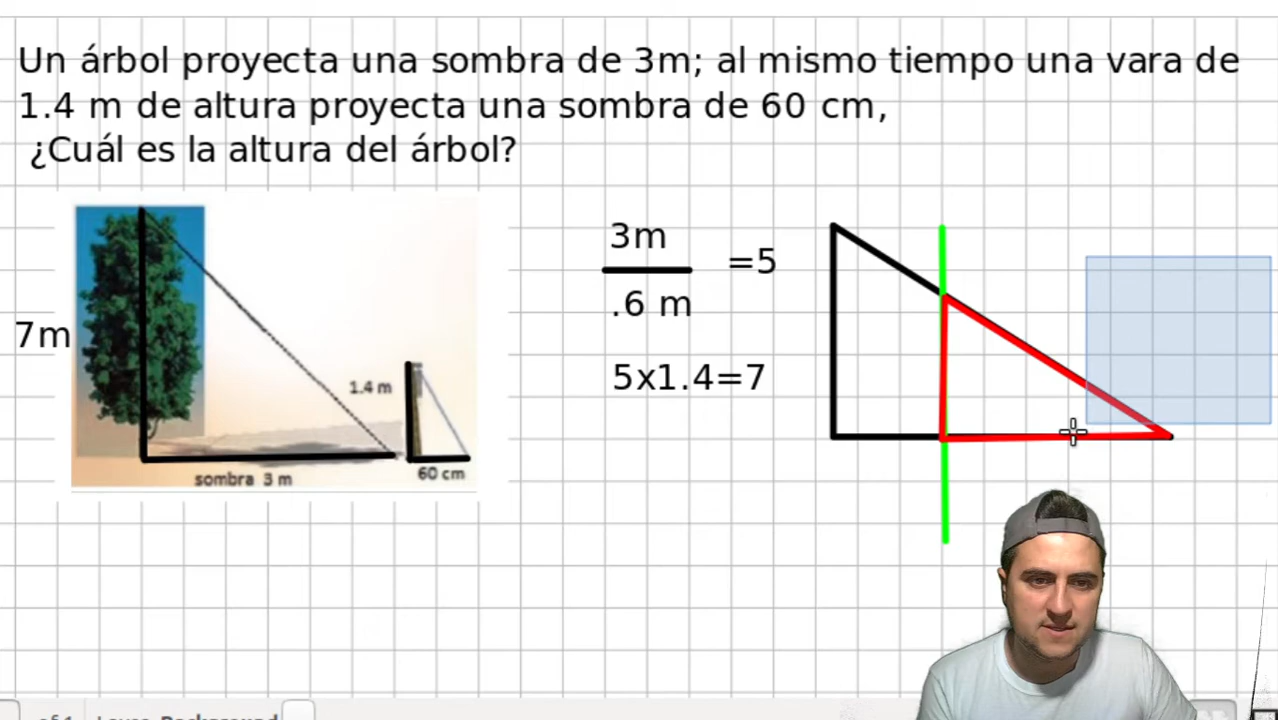 Un árbol proyecta una sombra de 3m; al mismo tiempo una vara de
1.4 m de altura proyecta una sombra de 60 cm,
¿Cuál es la altura del árbol?
7m
1.4 m
sombra 3 m
60 cm
3m
=5
.6 m
5x1.4=7